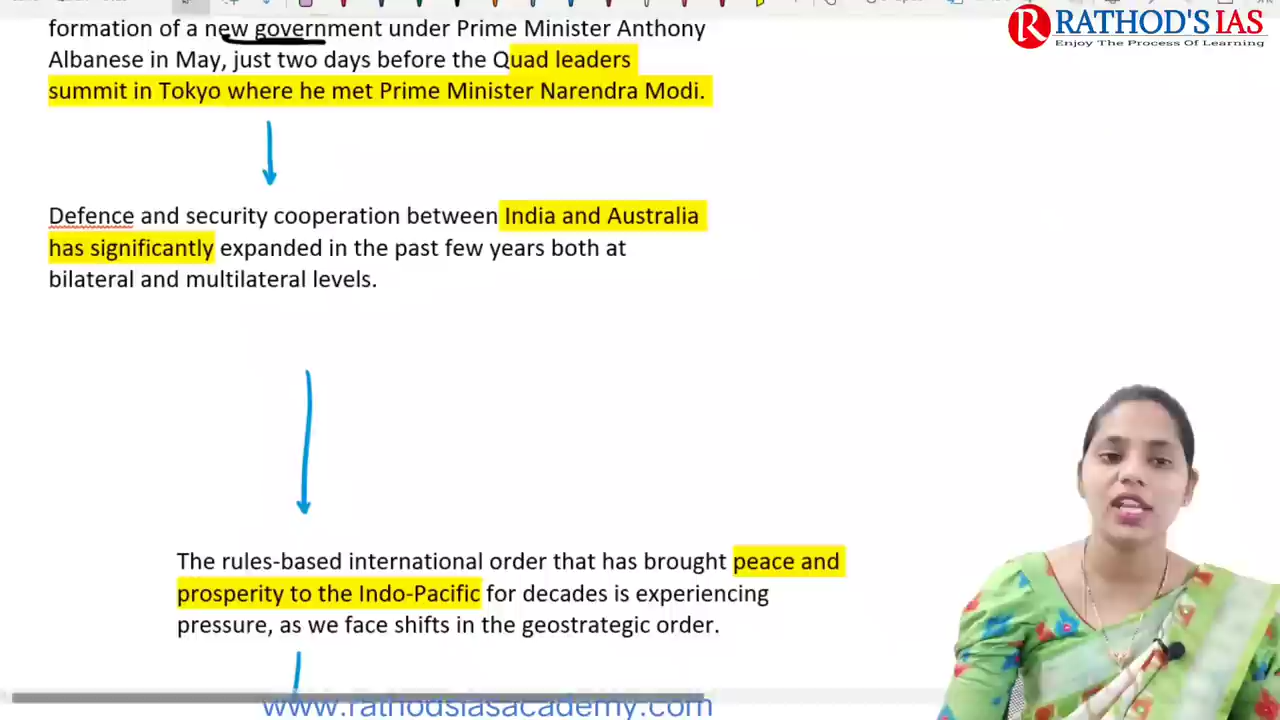 RATHOD'S IAS
Enjoy The Process Of Learning
formation of a new government under Prime Minister Anthony
Albanese in May, just two days before the Quad leaders
summit in Tokyo where he met Prime Minister Narendra Modi.
Defence and security cooperation between India and Australia
has significantly expanded in the past few years both at
bilateral and multilateral levels.
The rules-based international order that has brought peace and
prosperity to the Indo-Pacific for decades is experiencing
pressure, as we face shifts in the geostrategic order.
www.rathodsiasacademy.com